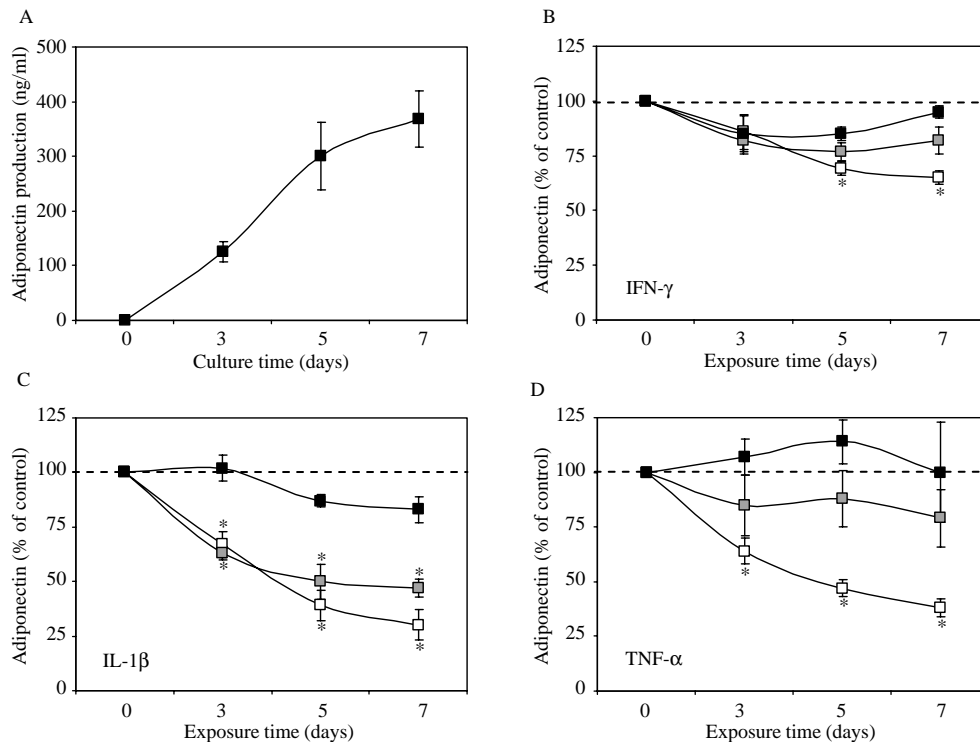 A
Adiponectin production (ng/ml)
500
400
300
200
100
0
0 3 5 7
Culture time (days)
B
Adiponectin (% of control)
125
100
75
50
25
0
* *
IFN-γ
0 3 5 7
Exposure time (days)
C
Adiponectin (% of control)
125
100
75
50
25
0
*
*
*
*
*
*
IL-1β
0 3 5 7
Exposure time (days)
D
Adiponectin (% of control)
125
100
75
50
25
0
*
*
*
TNF-α
0 3 5 7
Exposure time (days)